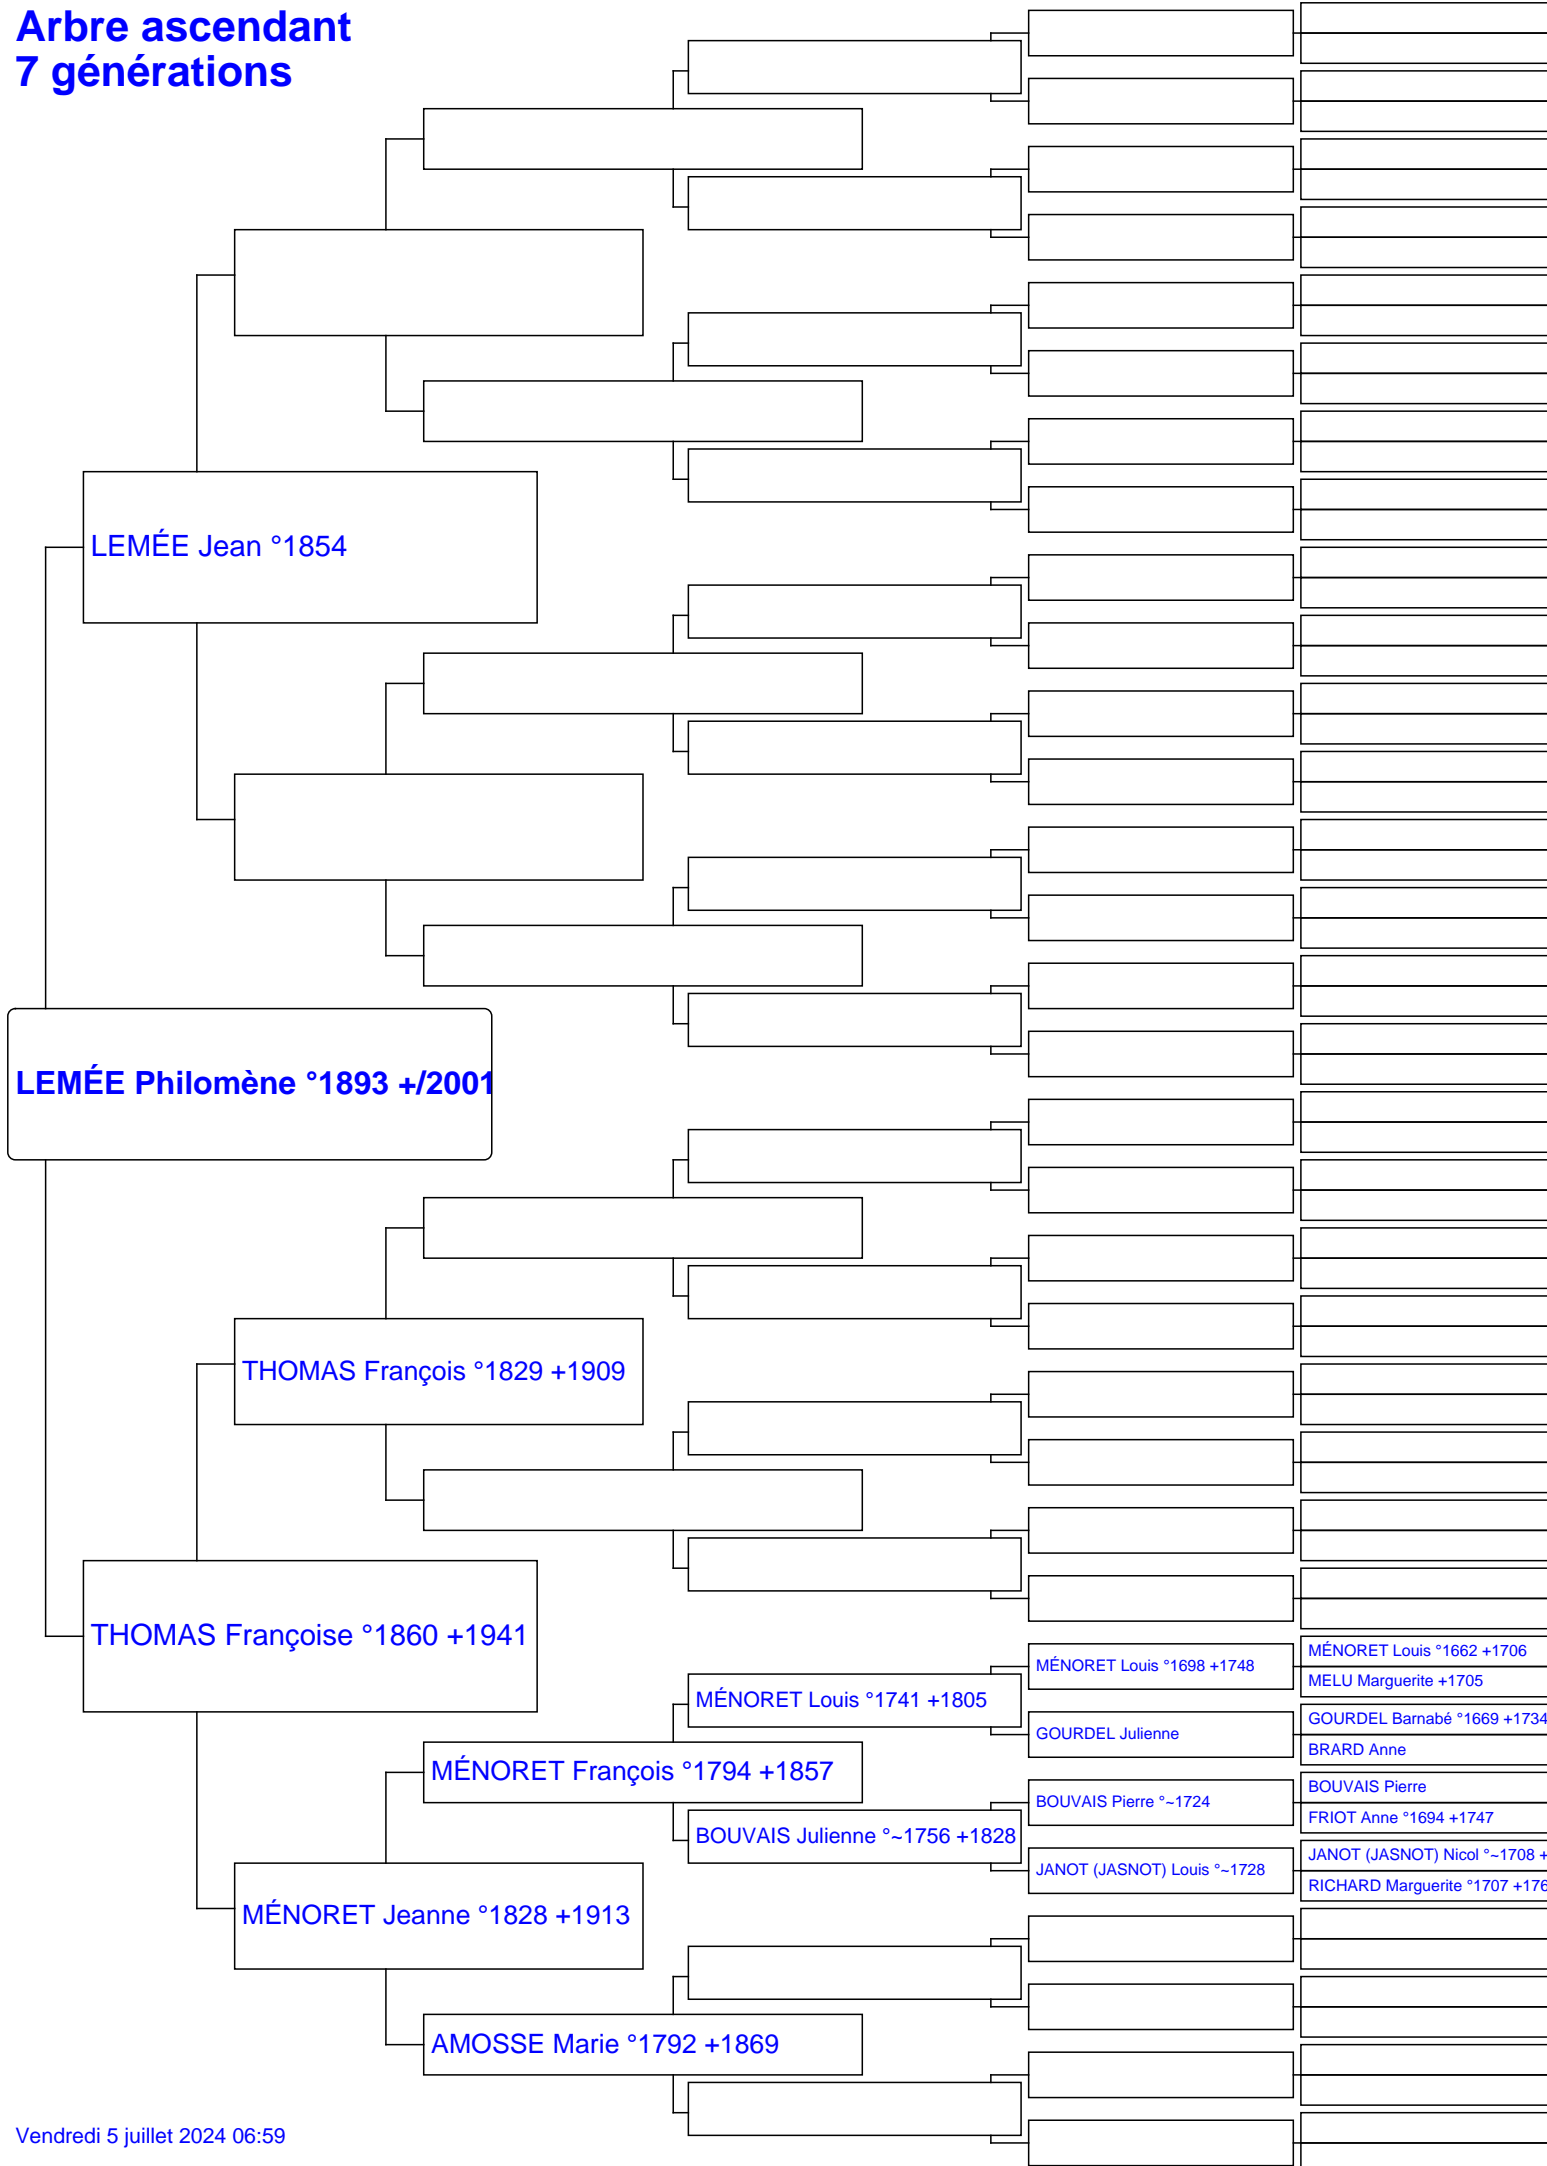 Arbre ascendant
7 générations
LEMÉE Jean °1854
LEMÉE Philomène °1893 +/2001
THOMAS François °1829 +1909
THOMAS Françoise °1860 +1941
MÉNORET Louis °1662 +1706
MÉNORET Louis °1698 +1748
MELU Marguerite +1705
MÉNORET Louis °1741 +1805
GOURDEL Barnabé °1669 +1734
GOURDEL Julienne
BRARD Anne
MÉNORET François °1794 +1857
BOUVAIS Pierre
BOUVAIS Pierre °~1724
FRIOT Anne °1694 +1747
BOUVAIS Julienne °~1756 +1828
JANOT (JASNOT) Nicol °~1708 +
JANOT (JASNOT) Louis °~1728
RICHARD Marguerite °1707 +176
MÉNORET Jeanne °1828 +1913
AMOSSE Marie °1792 +1869
Vendredi 5 juillet 2024 06:59